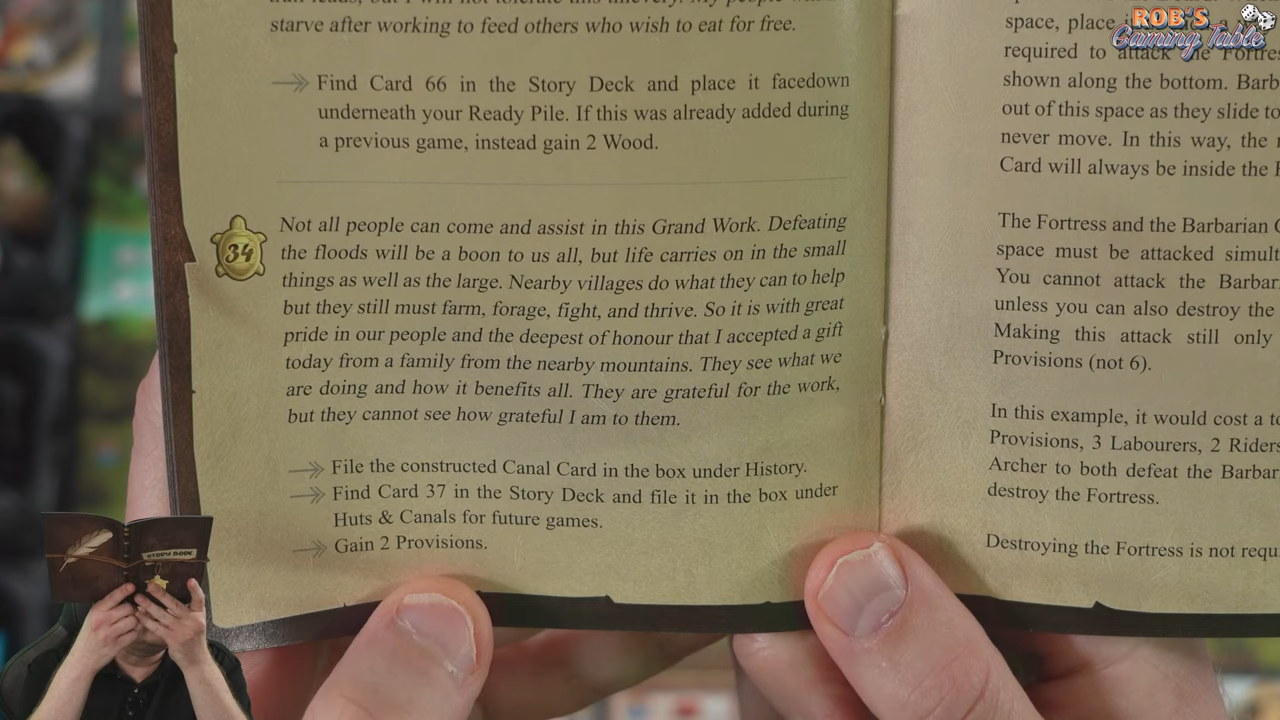 starve after working to feed others who wish to eat for free.
Find Card 66 in the Story Deck and place it facedown
underneath your Ready Pile. If this was already added during
a previous game, instead gain 2 Wood.
34
Not all people can come and assist in this Grand Work. Defeating
the floods will be a boon to us all, but life carries on in the small
things as well as the large. Nearby villages do what they can to help
but they still must farm, forage, fight, and thrive. So it is with great
pride in our people and the deepest of honour that I accepted a gift
today from a family from the nearby mountains. They see what we
are doing and how it benefits all. They are grateful for the work,
but they cannot see how grateful I am to them.
File the constructed Canal Card in the box under History.
Find Card 37 in the Story Deck and file it in the box under
Huts & Canals for future games.
Gain 2 Provisions.
space, place
required to attack the
shown along the bottom.
out of this space as they slide
never move. In this way, the
Card will always be inside the
The Fortress and the Barbarian
space must be attacked
You cannot attack the
unless you can also destroy the
Making this attack still only
Provisions (not 6).
In this example, it would cost a
Provisions, 3 Labourers, 2 Riders
Archer to both defeat the
destroy the Fortress.
Destroying the Fortress is not
ROB'S
Gaming Table
STORY BOOK